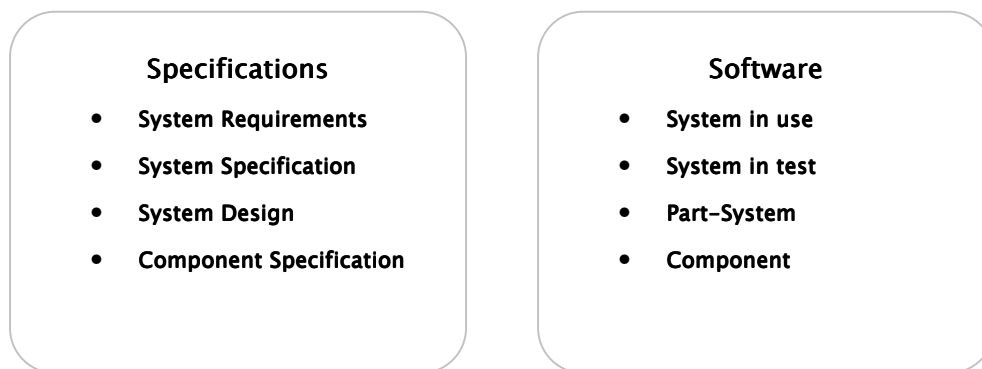 Specifications
• System Requirements
• System Specification
• System Design
• Component Specification
Software
• System in use
• System in test
• Part-System
• Component